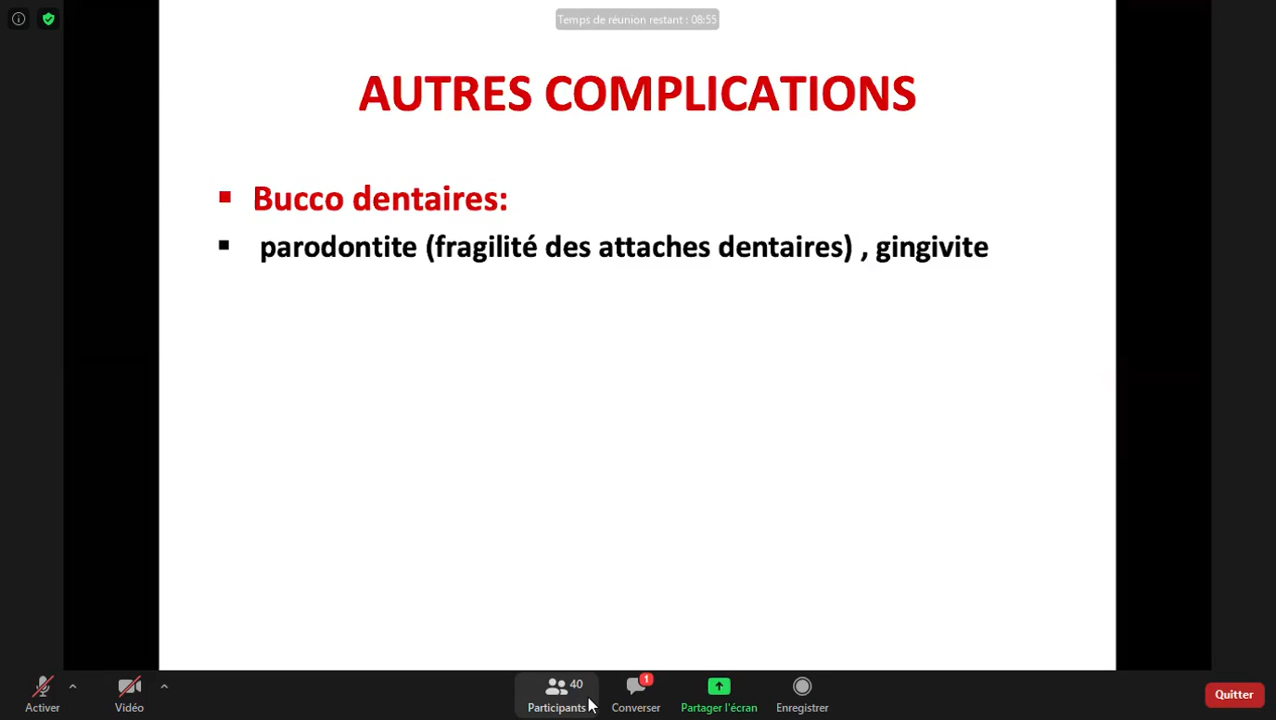 Temps de réunion restant : 08:55
AUTRES COMPLICATIONS
▪ Bucco dentaires:
▪ parodontite (fragilité des attaches dentaires) , gingivite
40
1
Activer
Vidéo
Participants
Converser
Partager l'écran
Enregistrer
Quitter